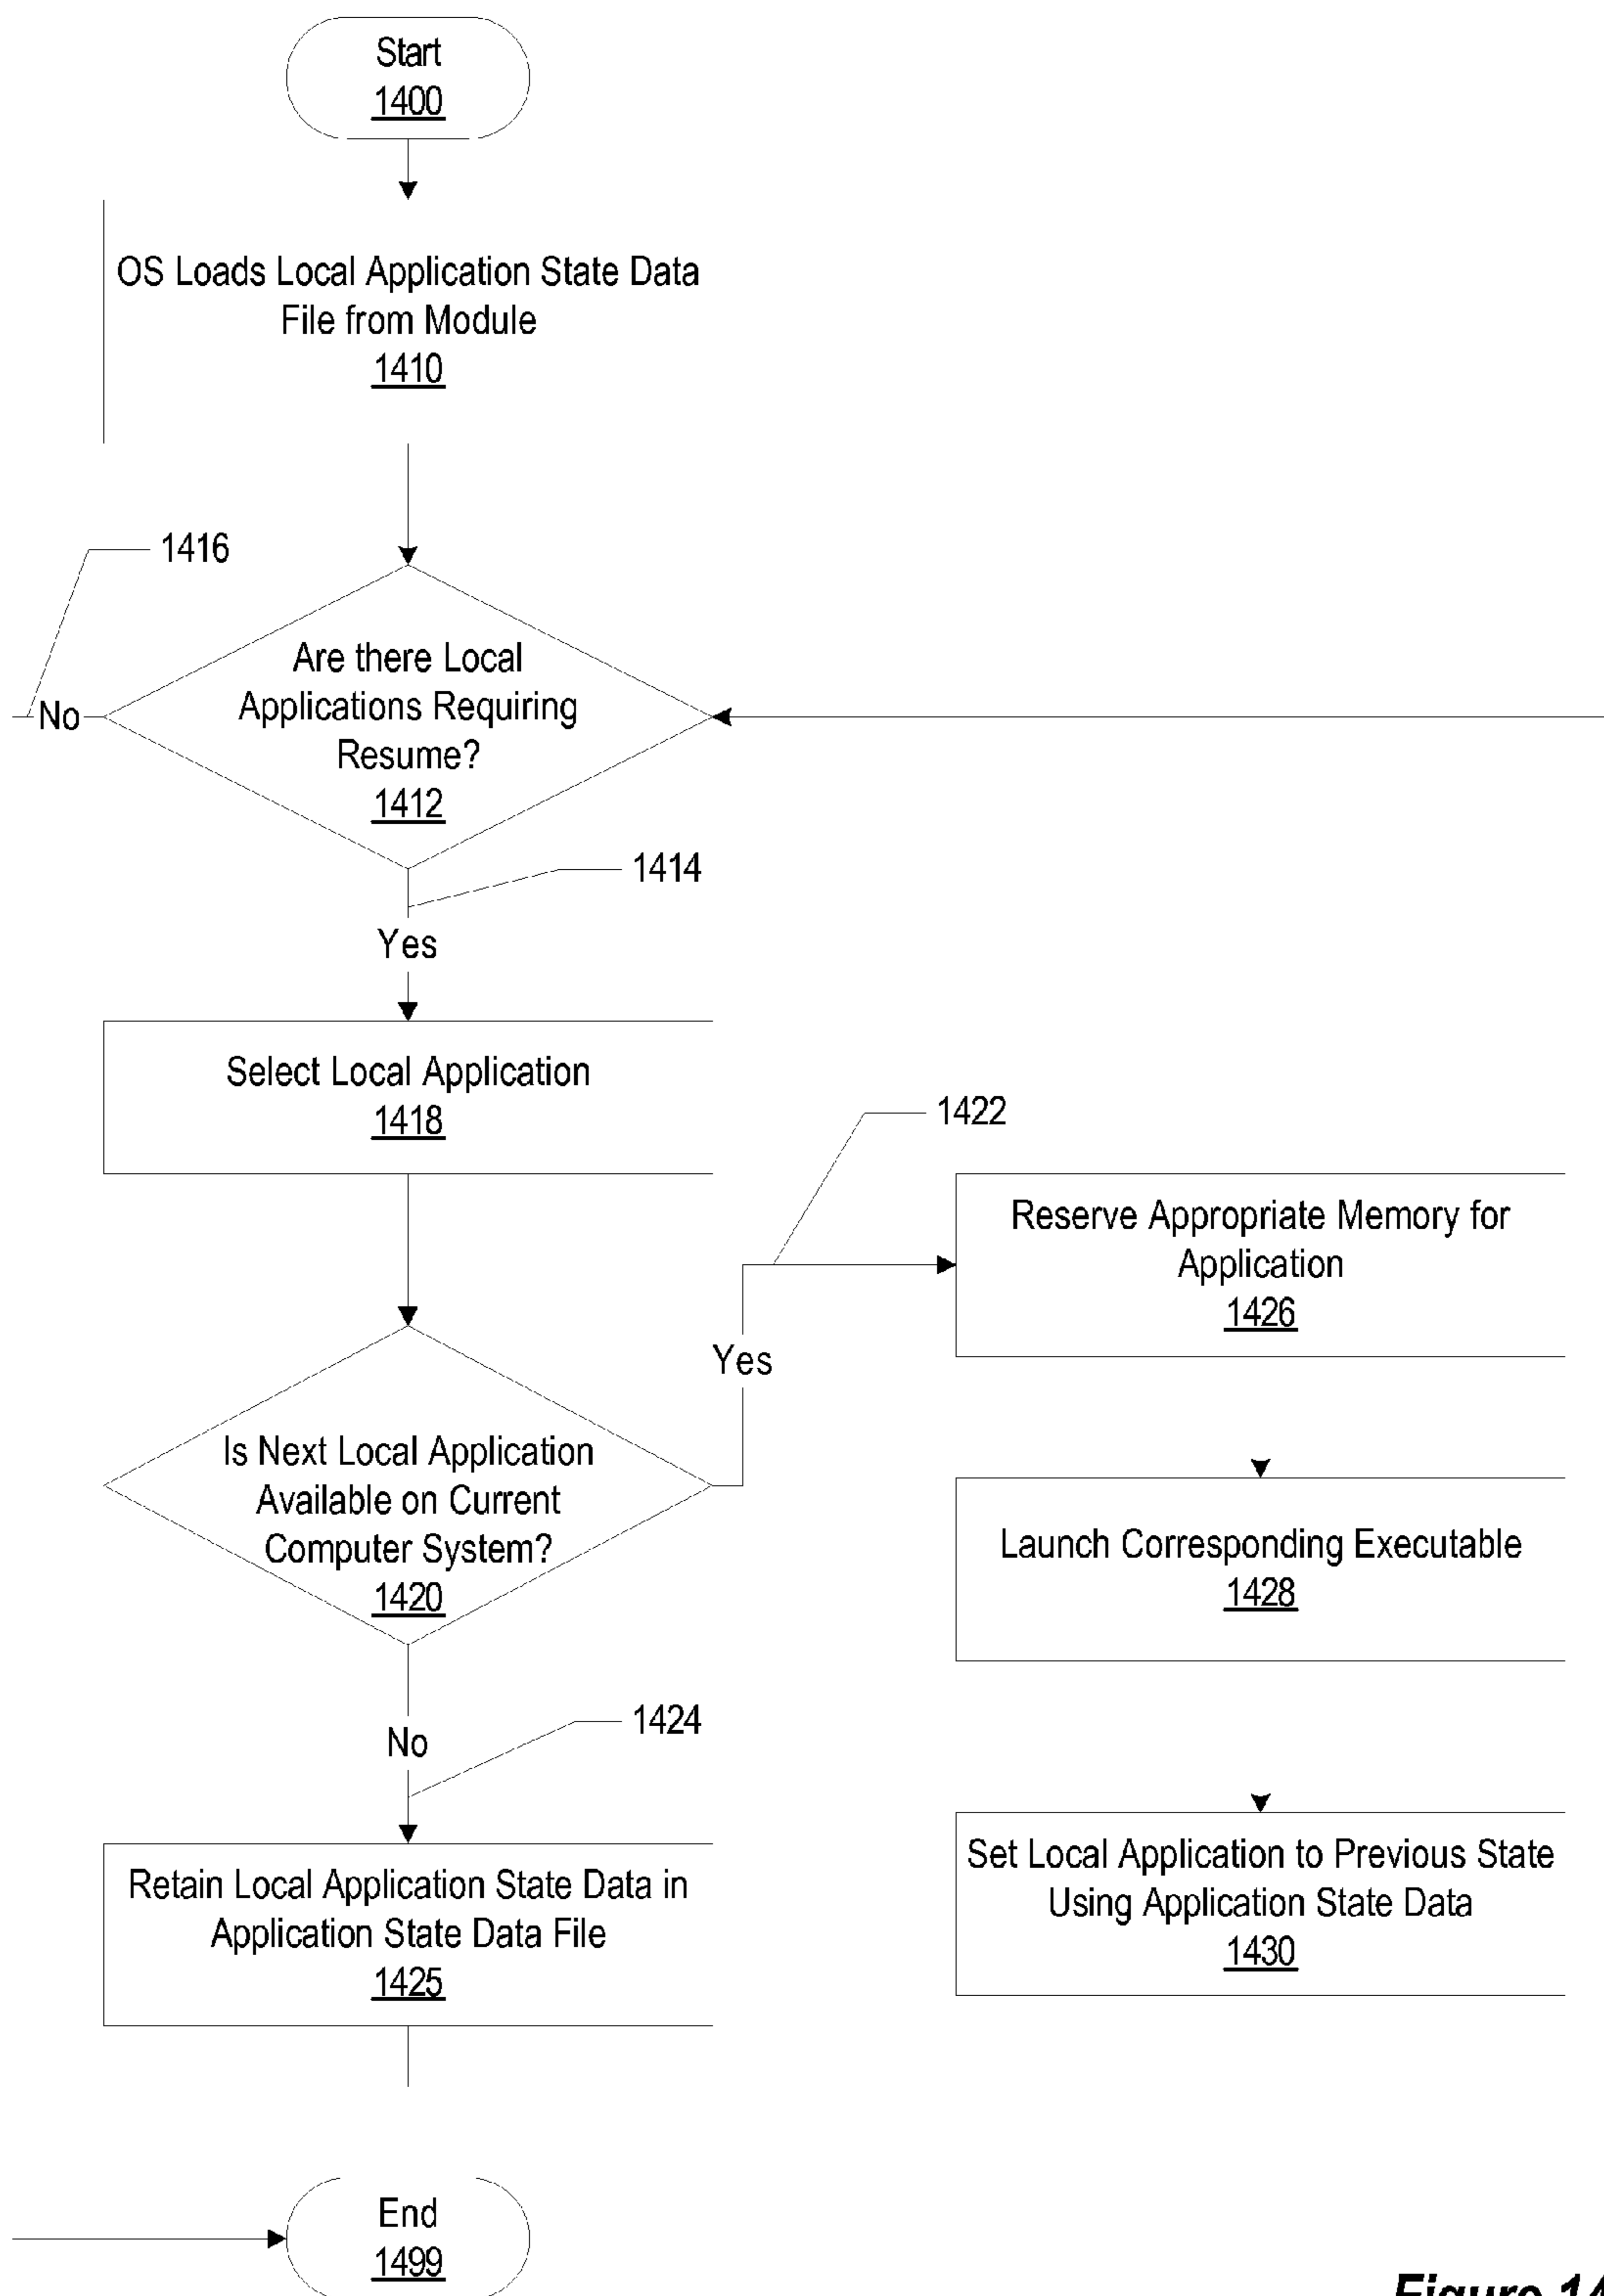 Start
1400
OS Loads Local Application State Data
File from Module
1410
1416
Are there Local
Applications Requiring
Resume?
1412
No
1414
Yes
Select Local Application
1418
1422
Reserve Appropriate Memory for
Application
1426
Yes
Is Next Local Application
Available on Current
Computer System?
1420
Launch Corresponding Executable
1428
1424
No
Set Local Application to Previous State
Using Application State Data
1430
Retain Local Application State Data in
Application State Data File
1425
End
1499
Figure 14